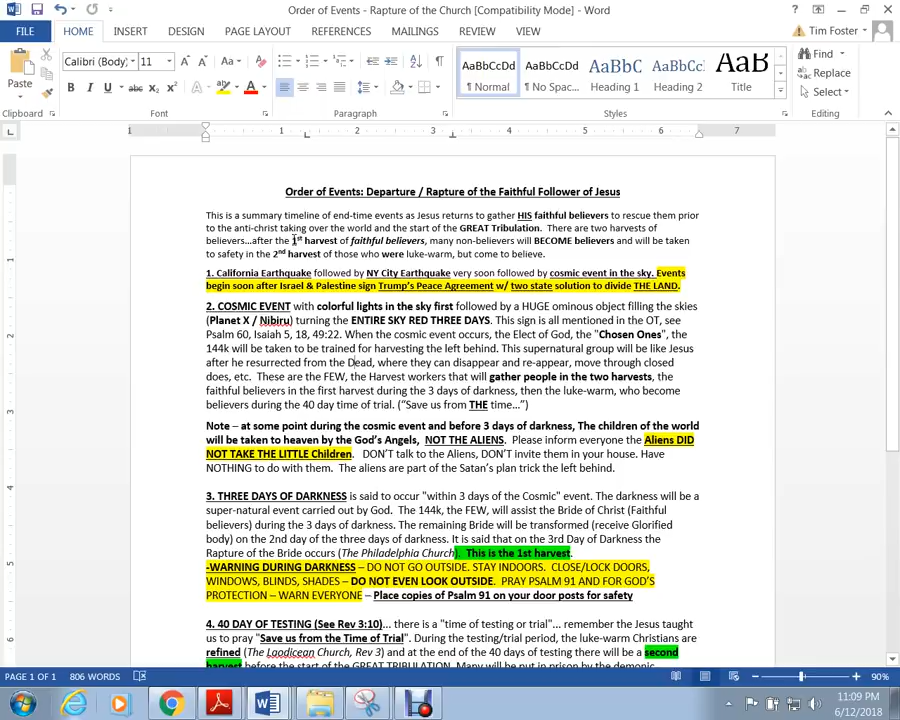 Order of Events - Rapture of the Church [Compatibility Mode] - Word
FILE HOME INSERT DESIGN PAGE LAYOUT REFERENCES MAILINGS REVIEW VIEW Tim Foster
Calibri (Body) 11
Paste
Clipboard Font Paragraph Styles Editing
AaBbCcDd AaBbCcDd AaBbC AaBbCc AaB
¶ Normal ¶ No Spac... Heading 1 Heading 2 Title
Find
Replace
Select
1 1 2 3 4 5 6 7
Order of Events: Departure / Rapture of the Faithful Follower of Jesus
This is a summary timeline of end-time events as Jesus returns to gather HIS faithful believers to rescue them prior
to the anti-christ taking over the world and the start of the GREAT Tribulation. There are two harvests of
believers...after the 1st harvest of faithful believers, many non-believers will BECOME believers and will be taken
to safety in the 2nd harvest of those who were luke-warm, but come to believe.
1. California Earthquake followed by NY City Earthquake very soon followed by cosmic event in the sky. Events
begin soon after Israel & Palestine sign Trump's Peace Agreement w/ two state solution to divide THE LAND.
2. COSMIC EVENT with colorful lights in the sky first followed by a HUGE ominous object filling the skies
(Planet X / Nibiru) turning the ENTIRE SKY RED THREE DAYS. This sign is all mentioned in the OT, see
Psalm 60, Isaiah 5, 18, 49:22. When the cosmic event occurs, the Elect of God, the "Chosen Ones", the
144k will be taken to be trained for harvesting the left behind. This supernatural group will be like Jesus
after he resurrected from the Dead, where they can disappear and re-appear, move through closed
does, etc. These are the FEW, the Harvest workers that will gather people in the two harvests, the
faithful believers in the first harvest during the 3 days of darkness, then the luke-warm, who become
believers during the 40 day time of trial. ("Save us from THE time...")
Note – at some point during the cosmic event and before 3 days of darkness, The children of the world
will be taken to heaven by the God's Angels, NOT THE ALIENS. Please inform everyone the Aliens DID
NOT TAKE THE LITTLE Children. DON'T talk to the Aliens, DON'T invite them in your house. Have
NOTHING to do with them. The aliens are part of the Satan's plan trick the left behind.
3. THREE DAYS OF DARKNESS is said to occur "within 3 days of the Cosmic" event. The darkness will be a
super-natural event carried out by God. The 144k, the FEW, will assist the Bride of Christ (Faithful
believers) during the 3 days of darkness. The remaining Bride will be transformed (receive Glorified
body) on the 2nd day of the three days of darkness. It is said that on the 3rd Day of Darkness the
Rapture of the Bride occurs (The Philadelphia Church). This is the 1st harvest.
-WARNING DURING DARKNESS – DO NOT GO OUTSIDE. STAY INDOORS. CLOSE/LOCK DOORS,
WINDOWS, BLINDS, SHADES – DO NOT EVEN LOOK OUTSIDE. PRAY PSALM 91 AND FOR GOD'S
PROTECTION – WARN EVERYONE – Place copies of Psalm 91 on your door posts for safety
4. 40 DAY OF TESTING (See Rev 3:10)... there is a "time of testing or trial"... remember the Jesus taught
us to pray "Save us from the Time of Trial". During the testing/trial period, the luke-warm Christians are
refined (The Laodicean Church, Rev 3) and at the end of the 40 days of testing there will be a second
harvest before the start of the GREAT TRIBULATION. Many will be put in prison by the demonic
PAGE 1 OF 1 806 WORDS 90%
11:09 PM
6/12/2018